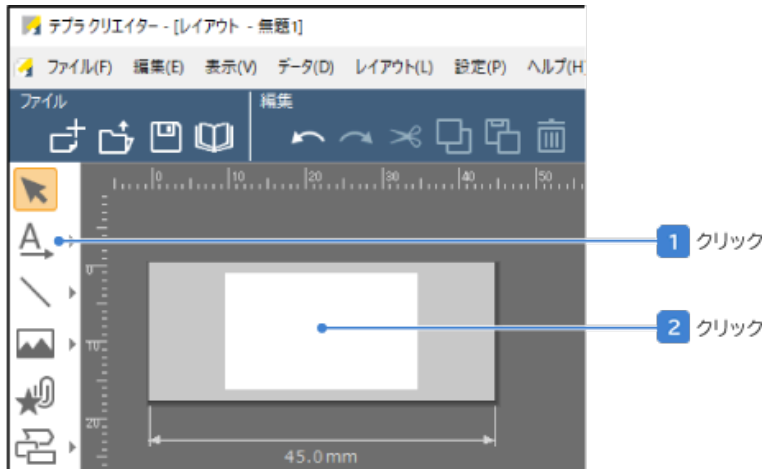 テプラ クリエイター - [レイアウト - 無題1]
ファイル(F) 編集(E) 表示(V) データ(D) レイアウト(L) 設定(P) ヘルプ(H
ファイル 編集
0 10 20 30 40 50
A
1 クリック
0
2 クリック
10
20
45.0mm